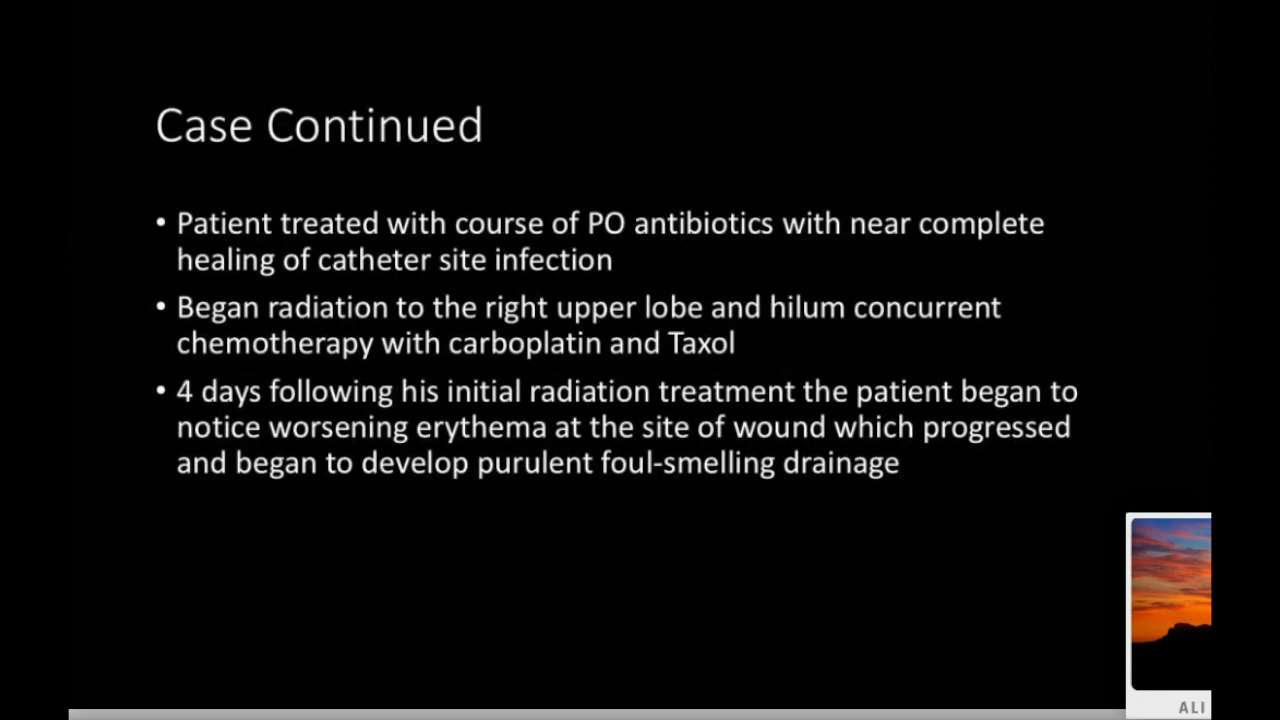 Case Continued
• Patient treated with course of PO antibiotics with near complete
healing of catheter site infection
• Began radiation to the right upper lobe and hilum concurrent
chemotherapy with carboplatin and Taxol
• 4 days following his initial radiation treatment the patient began to
notice worsening erythema at the site of wound which progressed
and began to develop purulent foul-smelling drainage
ALI